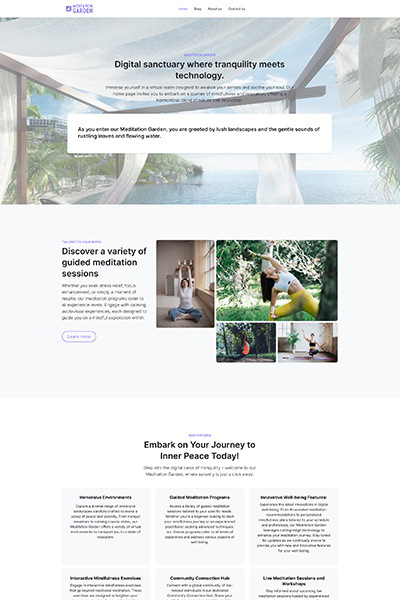 MEDITATION
GARDEN
Home Blog About us Contact us
MEDITATION GARDEN
Digital sanctuary where tranquility meets
technology.
Immerse yourself in a virtual realm designed to awaken your senses and soothe your soul. Our
home page invites you to embark on a journey of mindfulness and relaxation, offering a
harmonious blend of nature and innovation.
As you enter our Meditation Garden, you are greeted by lush landscapes and the gentle sounds of
rustling leaves and flowing water.
TAILORED TO YOUR NEEDS
Discover a variety of
guided meditation
sessions
Whether you seek stress relief, focus
enhancement, or simply a moment of
respite, our meditation programs cater to
all experience levels. Engage with calming
audiovisual experiences, each designed to
guide you on a mindful exploration within.
Learn more
OUR FEATURES
Embark on Your Journey to
Inner Peace Today!
Step into the digital oasis of tranquility – welcome to our
Meditation Garden, where serenity is just a click away.
Immersive Environments
Explore a diverse range of immersive
landscapes carefully crafted to evoke a
sense of peace and serenity. From tranquil
meadows to calming coastal vistas, our
Meditation Garden offers a variety of virtual
environments to transport you to a state of
relaxation.
Guided Meditation Programs
Access a library of guided meditation
sessions tailored to your specific needs.
Whether you're a beginner looking to start
your mindfulness journey or an experienced
practitioner seeking advanced techniques,
our diverse programs cater to all levels of
experience and address various aspects of
well-being.
Innovative Well-being Features:
Experience the latest innovations in digital
well-being. From AI-assisted meditation
recommendations to personalized
mindfulness plans tailored to your schedule
and preferences, our Meditation Garden
leverages cutting-edge technology to
enhance your meditation journey. Stay tuned
for updates as we continually evolve to
provide you with new and innovative features
for your well-being.
Interactive Mindfulness Exercises
Engage in interactive mindfulness exercises
that go beyond traditional meditation. These
exercises are designed to brighten your
Community Connection Hub
Connect with a global community of like-
minded individuals in our dedicated
Community Connection Hub. Share your
Live Meditation Sessions and
Workshops
Stay informed about upcoming live
meditation sessions hosted by experienced